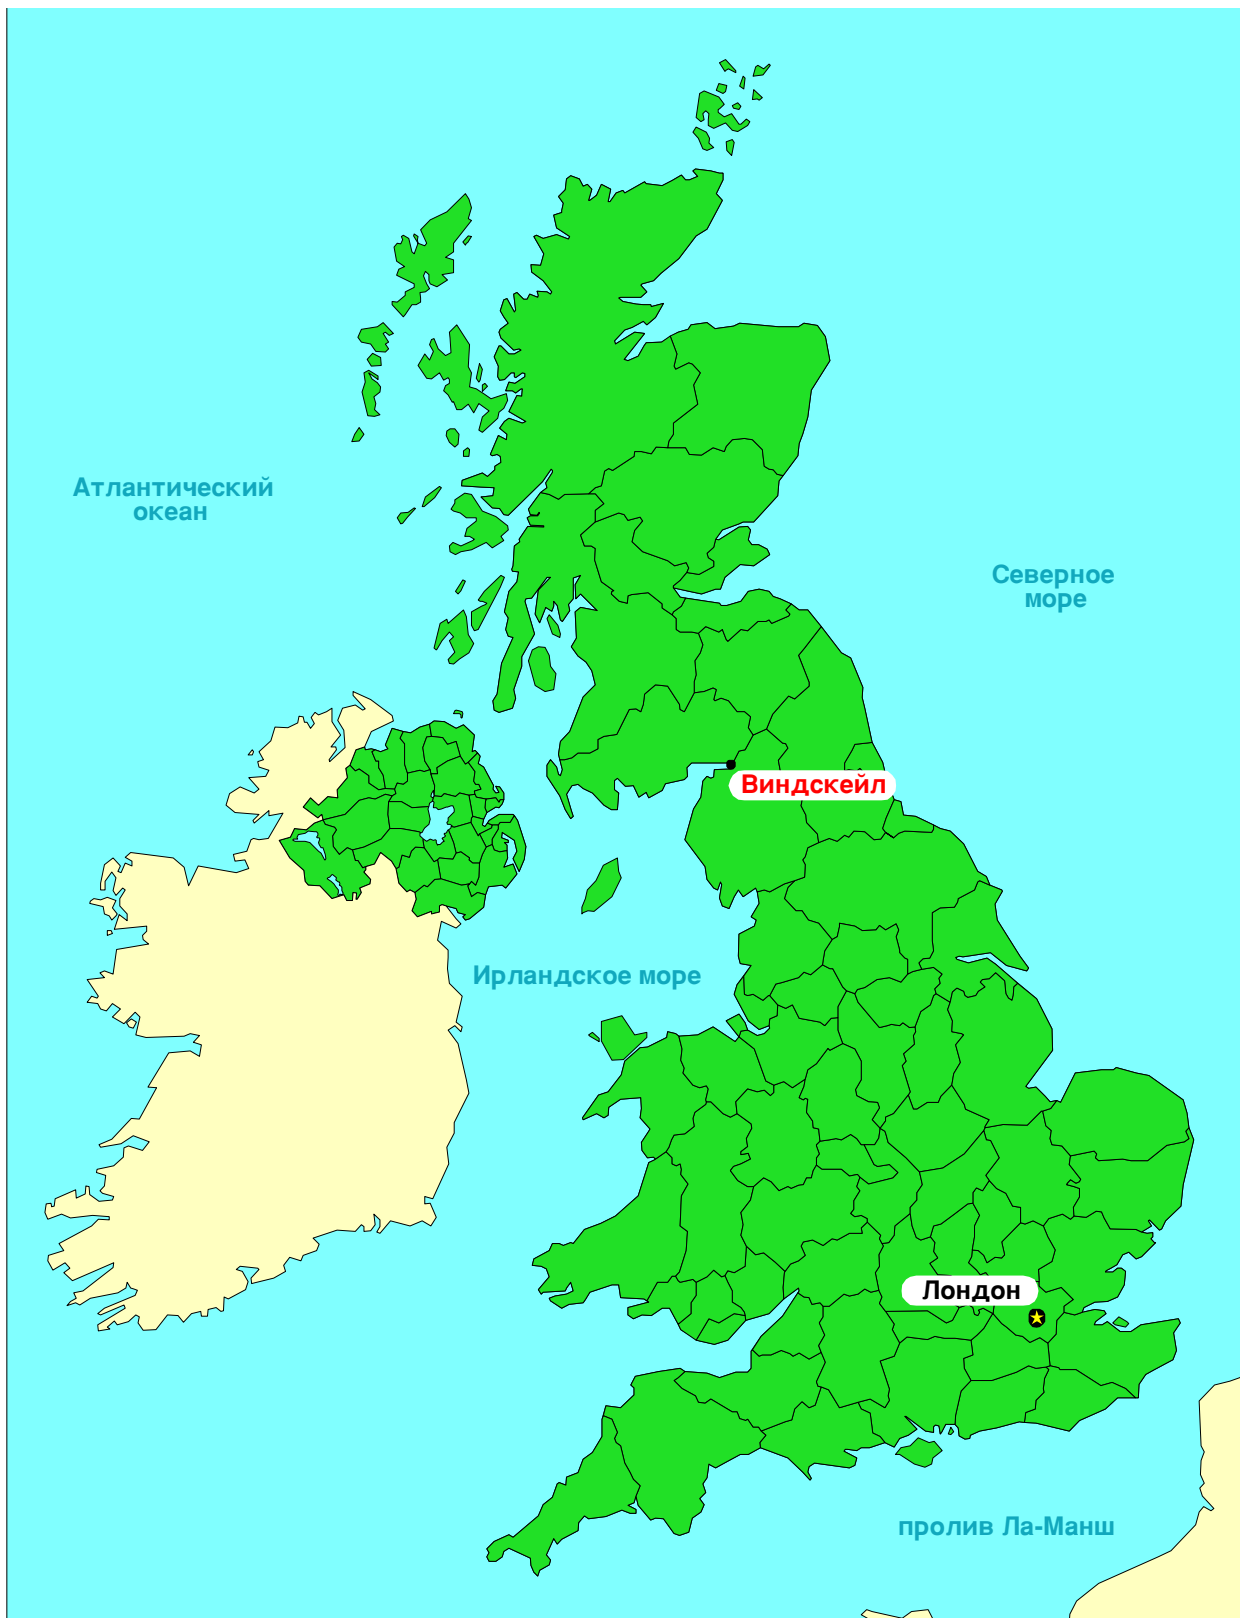 Атлантический
океан
Северное
море
Виндскейл
Ирландское море
Лондон
пролив Ла-Манш